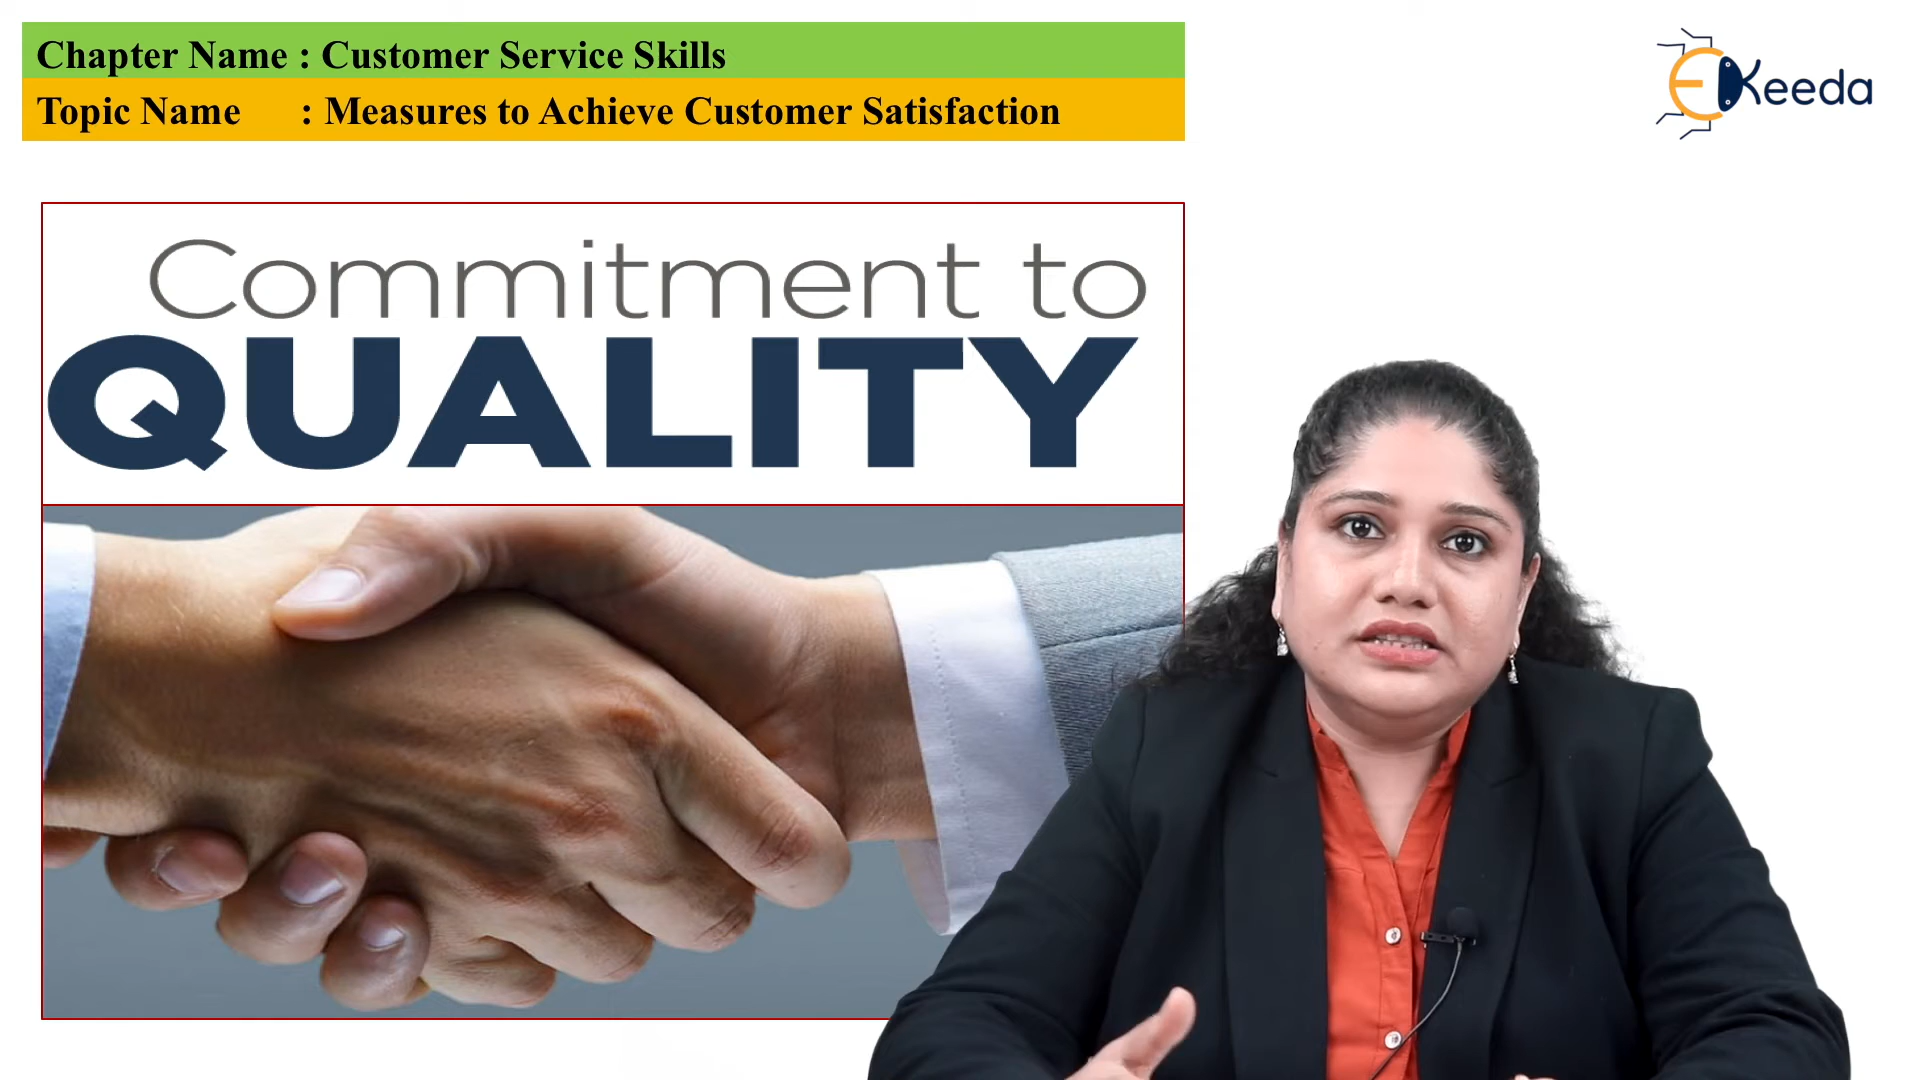 Chapter Name : Customer Service Skills
Topic Name : Measures to Achieve Customer Satisfaction
EKeeda
Commitment to
QUALITY